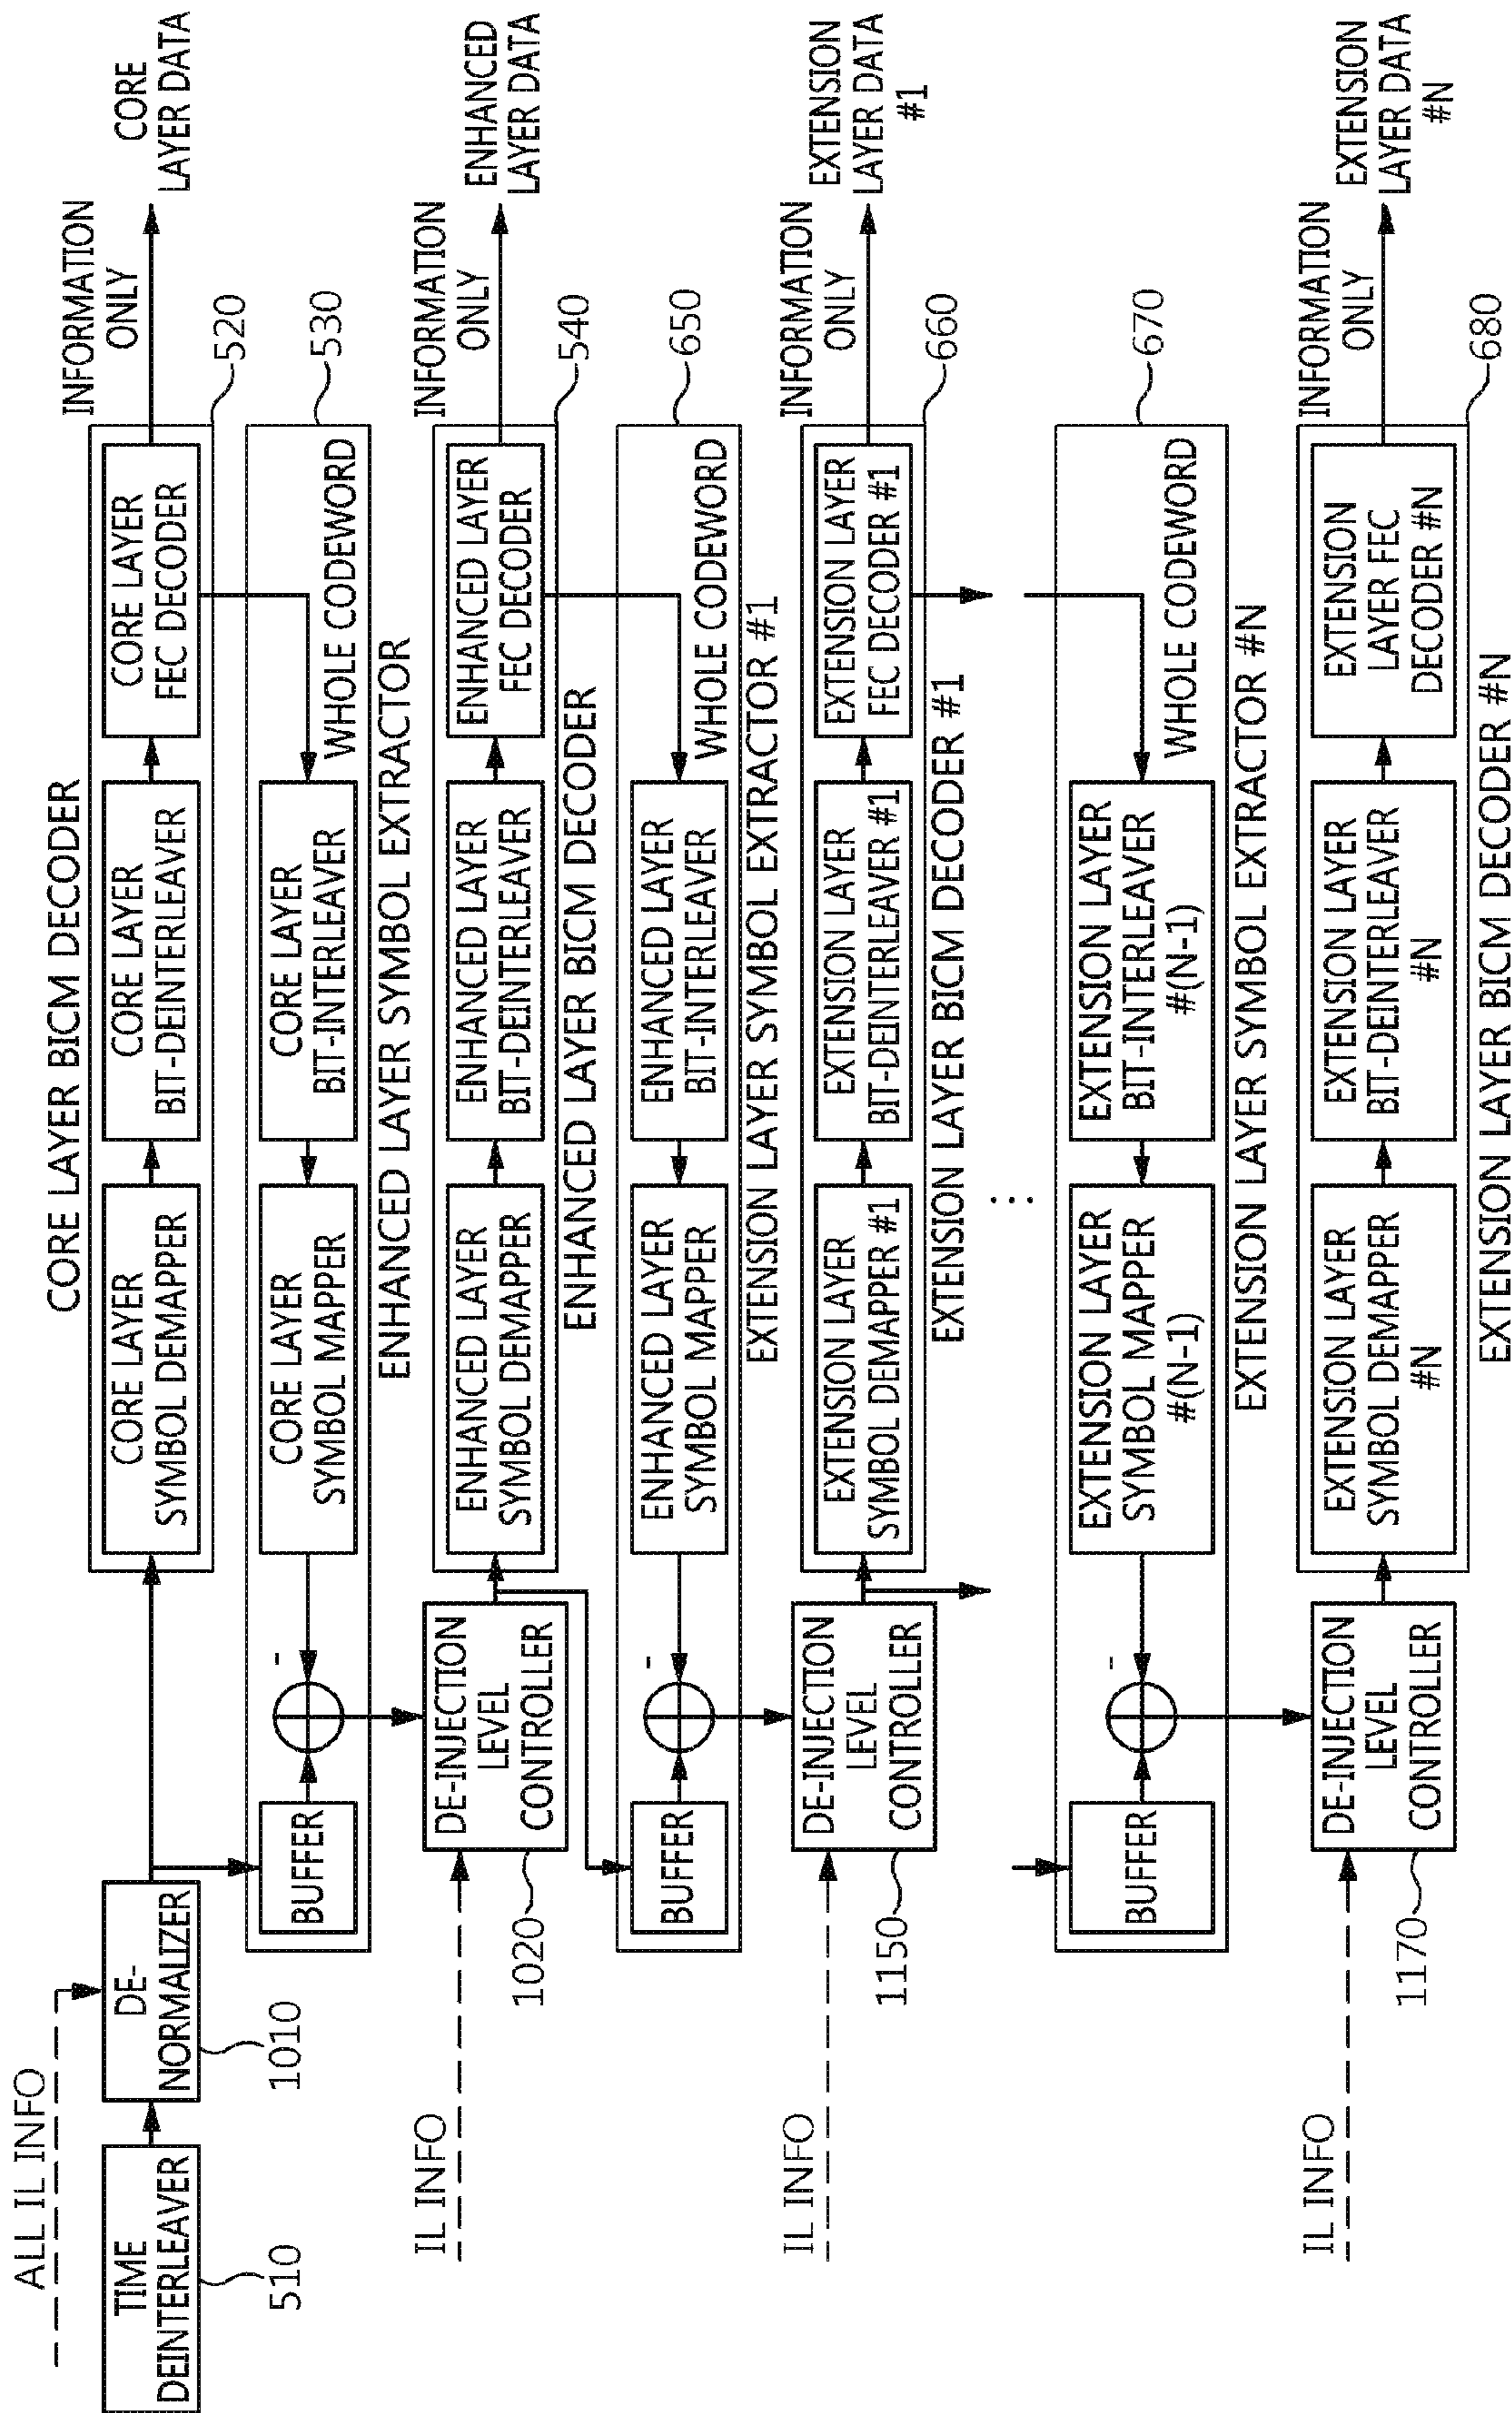 ALL IL INFO
TIME
DEINTERLEAVER
510
DE-
NORMALIZER
1010
CORE LAYER BICM DECODER
CORE LAYER
SYMBOL DEMAPPER
CORE LAYER
BIT-DEINTERLEAVER
CORE LAYER
FEC DECODER
520
INFORMATION
ONLY
CORE
LAYER DATA
BUFFER
-
CORE LAYER
SYMBOL MAPPER
CORE LAYER
BIT-INTERLEAVER
WHOLE CODEWORD
530
ENHANCED LAYER SYMBOL EXTRACTOR
IL INFO
DE-INJECTION
LEVEL
CONTROLLER
1020
ENHANCED LAYER
SYMBOL DEMAPPER
ENHANCED LAYER
BIT-DEINTERLEAVER
ENHANCED LAYER
FEC DECODER
540
INFORMATION
ONLY
ENHANCED
LAYER DATA
ENHANCED LAYER BICM DECODER
BUFFER
-
ENHANCED LAYER
SYMBOL MAPPER
ENHANCED LAYER
BIT-INTERLEAVER
WHOLE CODEWORD
650
EXTENSION LAYER SYMBOL EXTRACTOR #1
IL INFO
DE-INJECTION
LEVEL
CONTROLLER
1150
EXTENSION LAYER
SYMBOL DEMAPPER #1
EXTENSION LAYER
BIT-DEINTERLEAVER #1
EXTENSION LAYER
FEC DECODER #1
660
INFORMATION
ONLY
EXTENSION
LAYER DATA
#1
EXTENSION LAYER BICM DECODER #1
...
BUFFER
-
EXTENSION LAYER
SYMBOL MAPPER
#(N-1)
EXTENSION LAYER
BIT-INTERLEAVER
#(N-1)
WHOLE CODEWORD
670
EXTENSION LAYER SYMBOL EXTRACTOR #N
IL INFO
DE-INJECTION
LEVEL
CONTROLLER
1170
EXTENSION LAYER
SYMBOL DEMAPPER
#N
EXTENSION LAYER
BIT-DEINTERLEAVER
#N
EXTENSION
LAYER FEC
DECODER #N
680
INFORMATION
ONLY
EXTENSION
LAYER DATA
#N
EXTENSION LAYER BICM DECODER #N